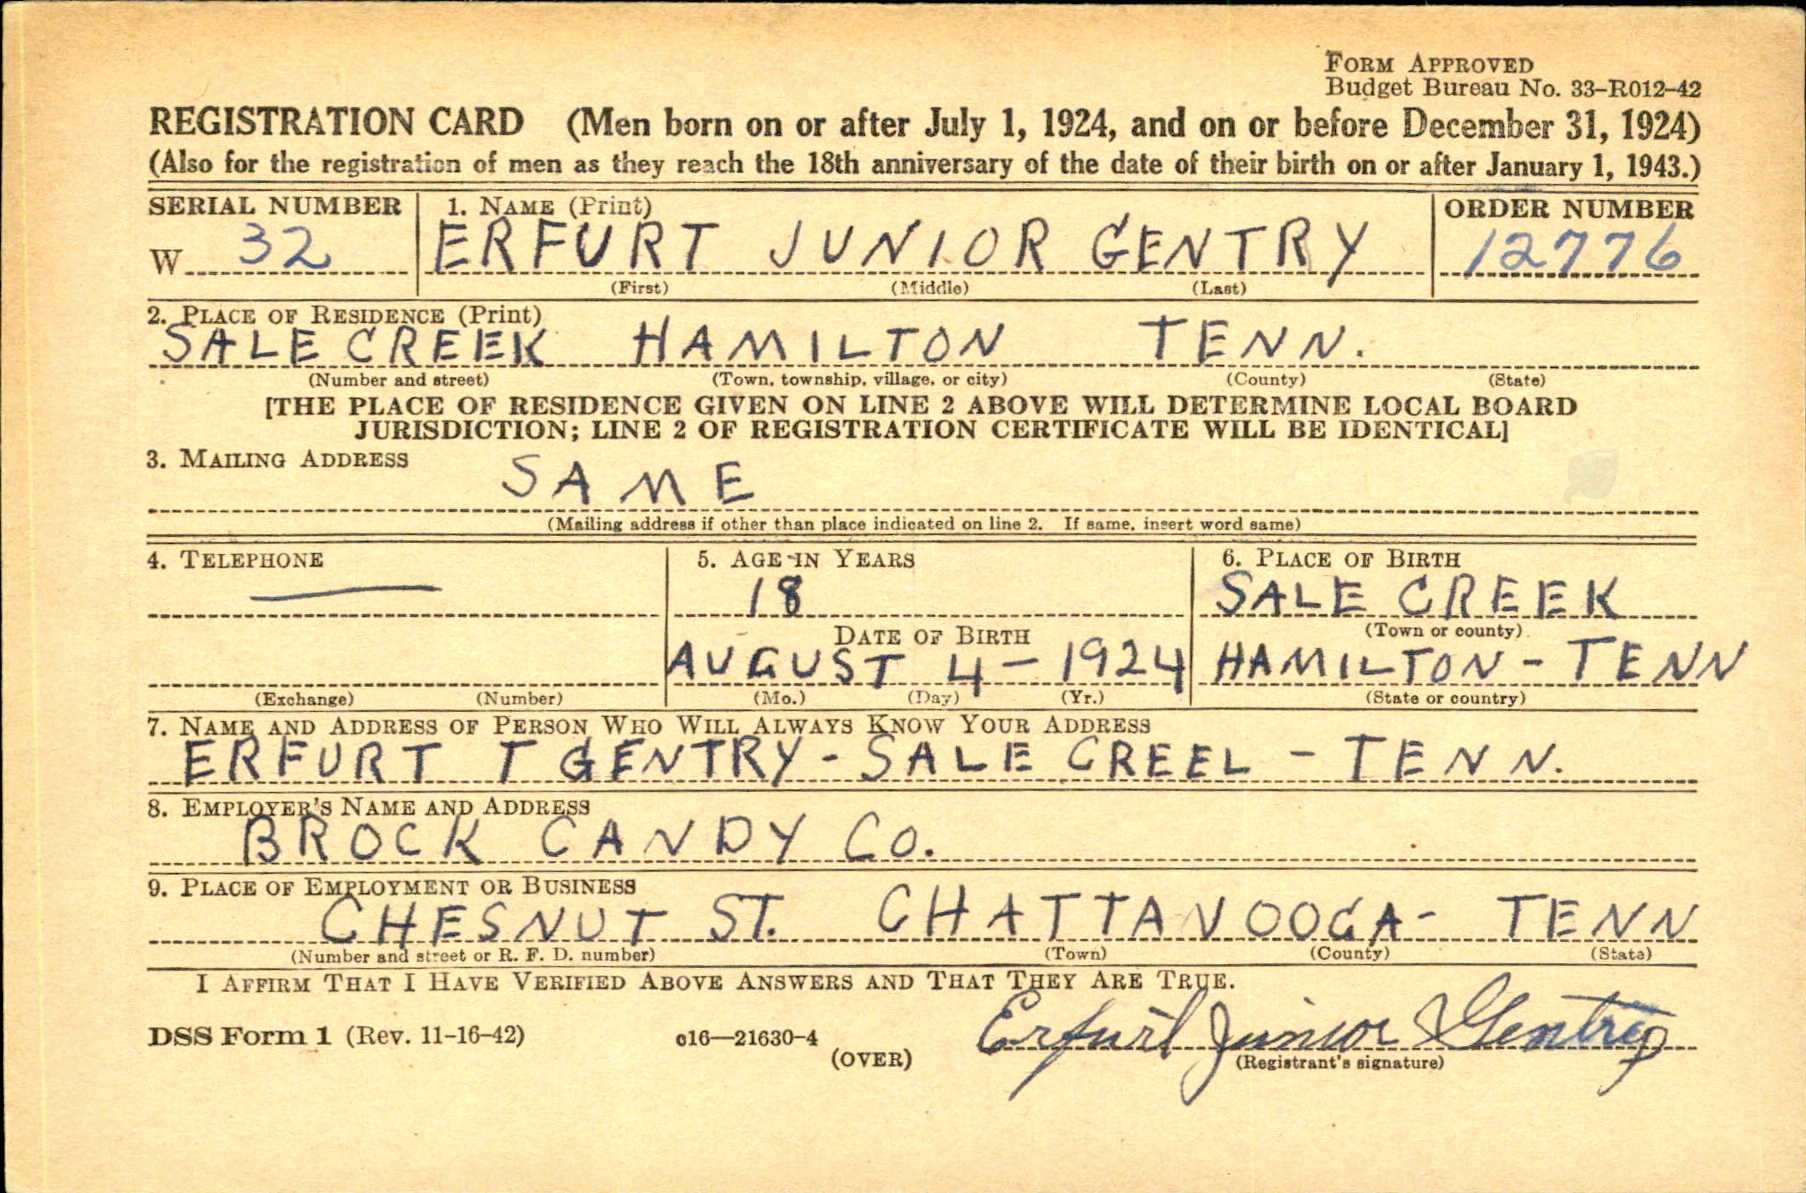 FORM APPROVED
Budget Bureau No. 33-R012-42
REGISTRATION CARD (Men born on or after July 1, 1924, and on or before December 31, 1924)
(Also for the registration of men as they reach the 18th anniversary of the date of their birth on or after January 1, 1943.)
SERIAL NUMBER 1. NAME (Print) ORDER NUMBER
W 32 ERFURT JUNIOR GENTRY 12776
(First) (Middle) (Last)
2. PLACE OF RESIDENCE (Print)
SALE CREEK HAMILTON TENN.
(Number and street) (Town, township, village, or city) (County) (State)
[THE PLACE OF RESIDENCE GIVEN ON LINE 2 ABOVE WILL DETERMINE LOCAL BOARD
JURISDICTION; LINE 2 OF REGISTRATION CERTIFICATE WILL BE IDENTICAL]
3. MAILING ADDRESS
SAME
(Mailing address if other than place indicated on line 2. If same, insert word same)
4. TELEPHONE 5. AGE IN YEARS 6. PLACE OF BIRTH
18 SALE CREEK
DATE OF BIRTH (Town or county)
AUGUST 4 - 1924 HAMILTON - TENN
(Exchange) (Number) (Mo.) (Day) (Yr.) (State or country)
7. NAME AND ADDRESS OF PERSON WHO WILL ALWAYS KNOW YOUR ADDRESS
ERFURT T GENTRY - SALE CREEL - TENN.
8. EMPLOYER'S NAME AND ADDRESS
BROCK CANDY CO.
9. PLACE OF EMPLOYMENT OR BUSINESS
CHESNUT ST. CHATTANOOGA - TENN
(Number and street or R. F. D. number) (Town) (County) (State)
I AFFIRM THAT I HAVE VERIFIED ABOVE ANSWERS AND THAT THEY ARE TRUE.
DSS Form 1 (Rev. 11-16-42) c16—21630-4 Erfurt Junior Gentry
(OVER) (Registrant's signature)